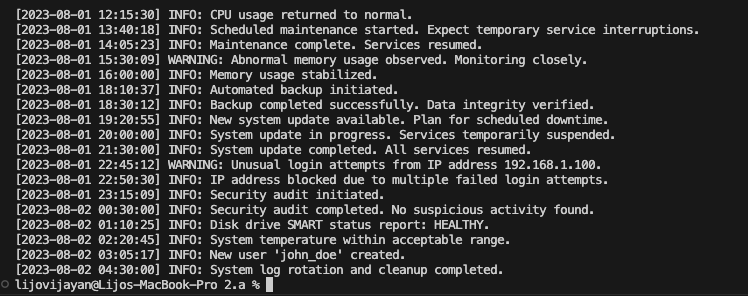 [2023-08-01 12:15:30] INFO: CPU usage returned to normal.
[2023-08-01 13:40:18] INFO: Scheduled maintenance started. Expect temporary service interruptions.
[2023-08-01 14:05:23] INFO: Maintenance complete. Services resumed.
[2023-08-01 15:30:09] WARNING: Abnormal memory usage observed. Monitoring closely.
[2023-08-01 16:00:00] INFO: Memory usage stabilized.
[2023-08-01 18:10:37] INFO: Automated backup initiated.
[2023-08-01 18:30:12] INFO: Backup completed successfully. Data integrity verified.
[2023-08-01 19:20:55] INFO: New system update available. Plan for scheduled downtime.
[2023-08-01 20:00:00] INFO: System update in progress. Services temporarily suspended.
[2023-08-01 21:30:00] INFO: System update completed. All services resumed.
[2023-08-01 22:45:12] WARNING: Unusual login attempts from IP address 192.168.1.100.
[2023-08-01 22:50:30] INFO: IP address blocked due to multiple failed login attempts.
[2023-08-01 23:15:09] INFO: Security audit initiated.
[2023-08-02 00:30:00] INFO: Security audit completed. No suspicious activity found.
[2023-08-02 01:10:25] INFO: Disk drive SMART status report: HEALTHY.
[2023-08-02 02:20:45] INFO: System temperature within acceptable range.
[2023-08-02 03:05:17] INFO: New user 'john_doe' created.
[2023-08-02 04:30:00] INFO: System log rotation and cleanup completed.
lijovijayan@Lijos-MacBook-Pro 2.a %